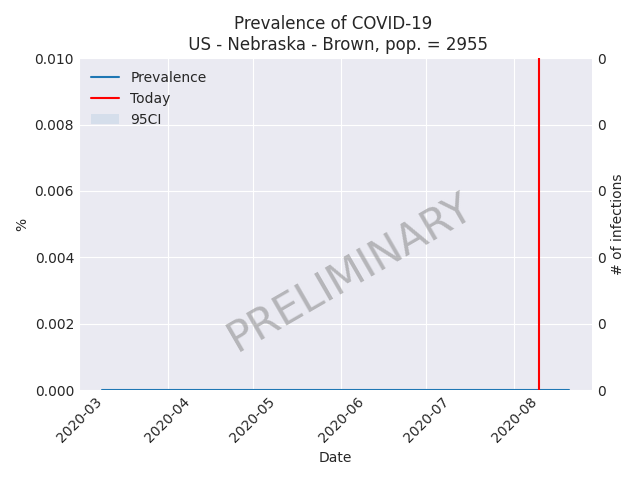 Prevalence of COVID-19
US - Nebraska - Brown, pop. = 2955
Prevalence
Today
95CI
0.010
0.008
0.006
0.004
0.002
0.000
%
0
0
0
0
0
0
# of infections
PRELIMINARY
2020-03
2020-04
2020-05
2020-06
2020-07
2020-08
Date